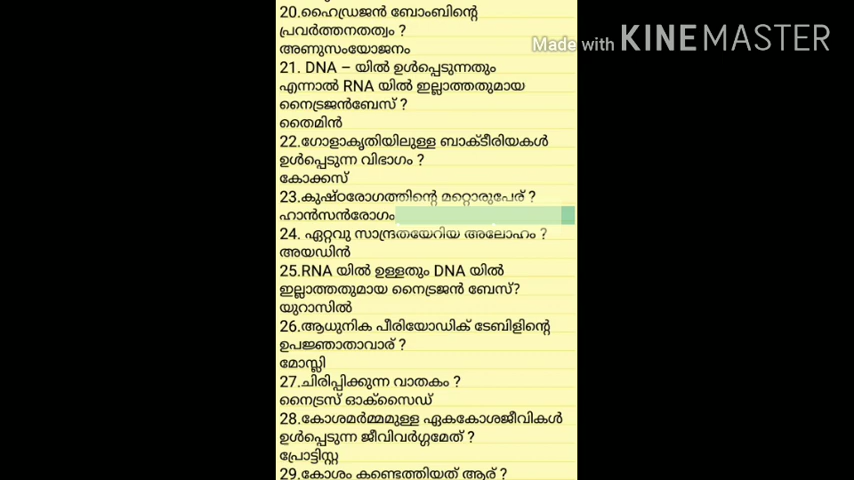 20.ഹൈഡ്രജൻ ബോംബിന്റെ
പ്രവർത്തനതത്വം ?
അണുസംയോജനം
21. DNA – യിൽ ഉൾപ്പെടുന്നതും
എന്നാൽ RNA യിൽ ഇല്ലാത്തതുമായ
നൈട്രജൻബേസ് ?
തൈമിൻ
22.ഗോളാകൃതിയിലുള്ള ബാക്ടീരിയകൾ
ഉൾപ്പെടുന്ന വിഭാഗം ?
കോക്കസ്
23.കുഷ്ഠരോഗത്തിന്റെ മറ്റൊരുപേര് ?
ഹാൻസൻരോഗം
24. ഏറ്റവു സാന്ദ്രതയേറിയ അലോഹം ?
അയഡിൻ
25.RNA യിൽ ഉള്ളതും DNA യിൽ
ഇല്ലാത്തതുമായ നൈട്രജൻ ബേസ്?
യുറാസിൽ
26.ആധുനിക പീരിയോഡിക് ടേബിളിന്റെ
ഉപജ്ഞാതാവാര് ?
മോസ്ലി
27.ചിരിപ്പിക്കുന്ന വാതകം ?
നൈട്രസ് ഓക്സൈഡ്
28.കോശമർമ്മമുള്ള ഏകകോശജീവികൾ
ഉൾപ്പെടുന്ന ജീവിവർഗ്ഗമേത് ?
പ്രോട്ടിസ്റ്റ
29.കോശം കണ്ടെത്തിയത് ആര് ?
Made with KINEMASTER